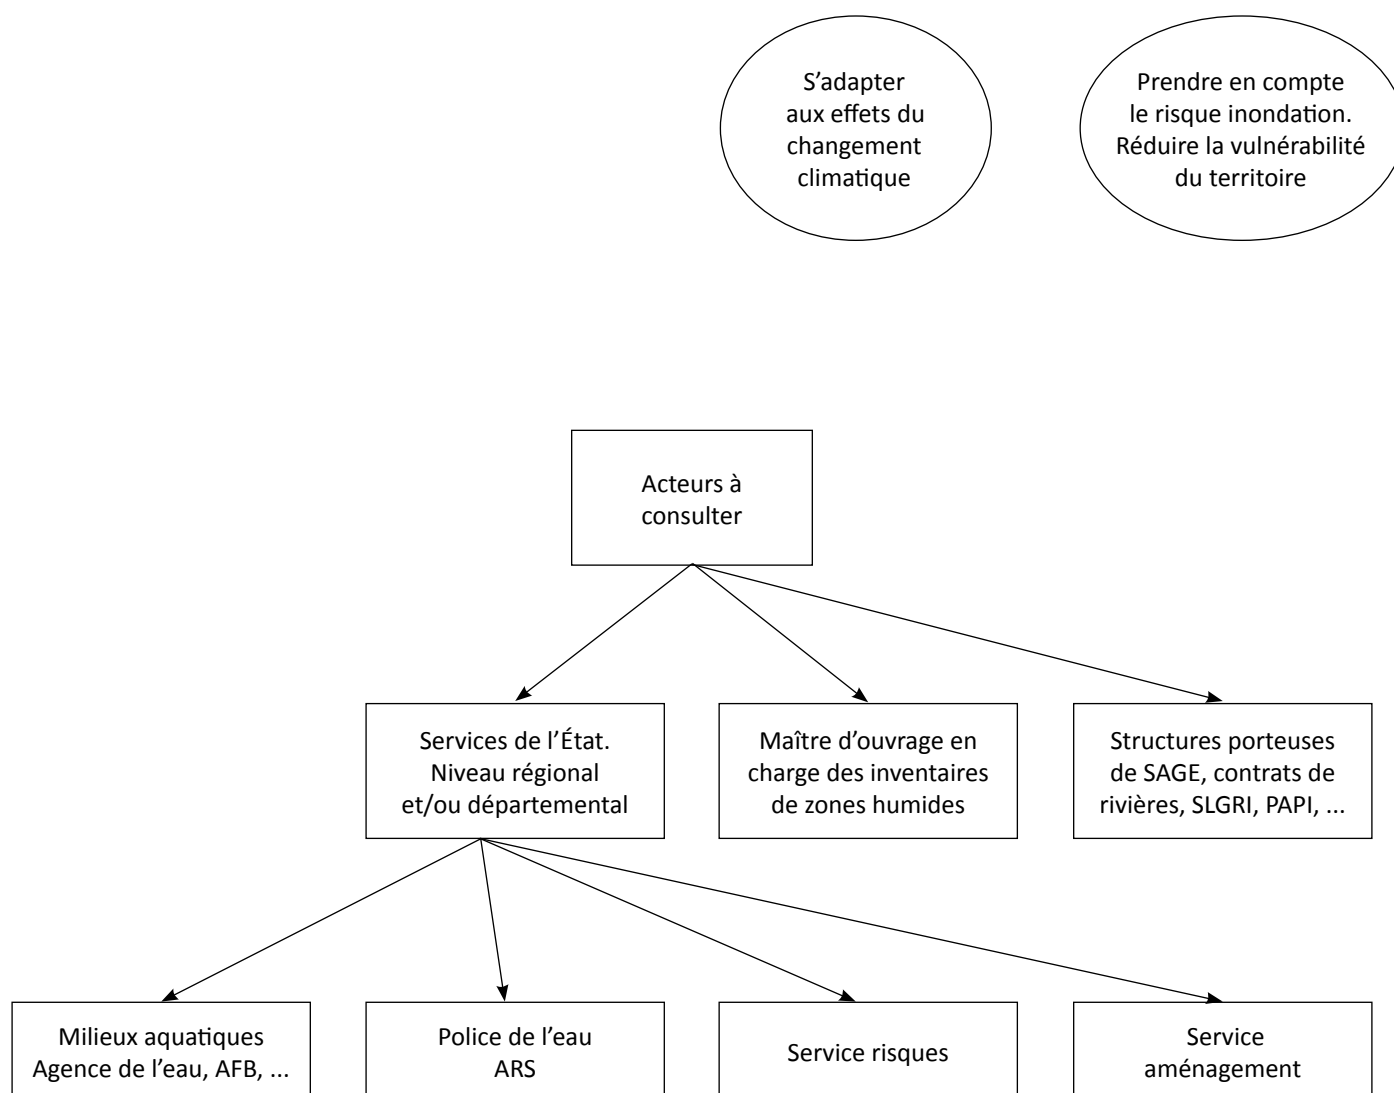 S’adapter
aux effets du
changement
climatique
Prendre en compte
le risque inondation.
Réduire la vulnérabilité
du territoire
Acteurs à
consulter
Services de l’État.
Niveau régional
et/ou départemental
Maître d’ouvrage en
charge des inventaires
de zones humides
Structures porteuses
de SAGE, contrats de
rivières, SLGRI, PAPI, ...
Milieux aquatiques
Agence de l’eau, AFB, ...
Police de l’eau
ARS
Service risques
Service
aménagement